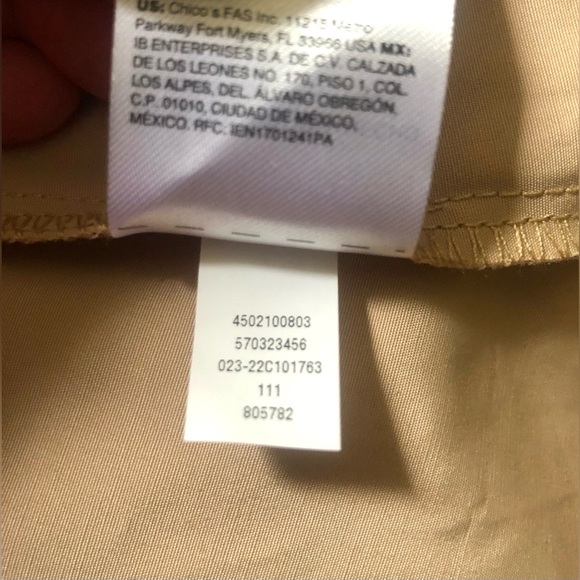 US: Chico's FAS Inc. 11215 Metro
Parkway Fort Myers, FL 33966 USA MX:
IB ENTERPRISES S.A. DE C.V. CALZADA
DE LOS LEONES NO. 170, PISO 1, COL.
LOS ALPES, DEL. ÁLVARO OBREGÓN,
C.P. 01010, CIUDAD DE MÉXICO,
MÉXICO. RFC: IEN1701241PA
4502100803
570323456
023-22C101763
111
805782